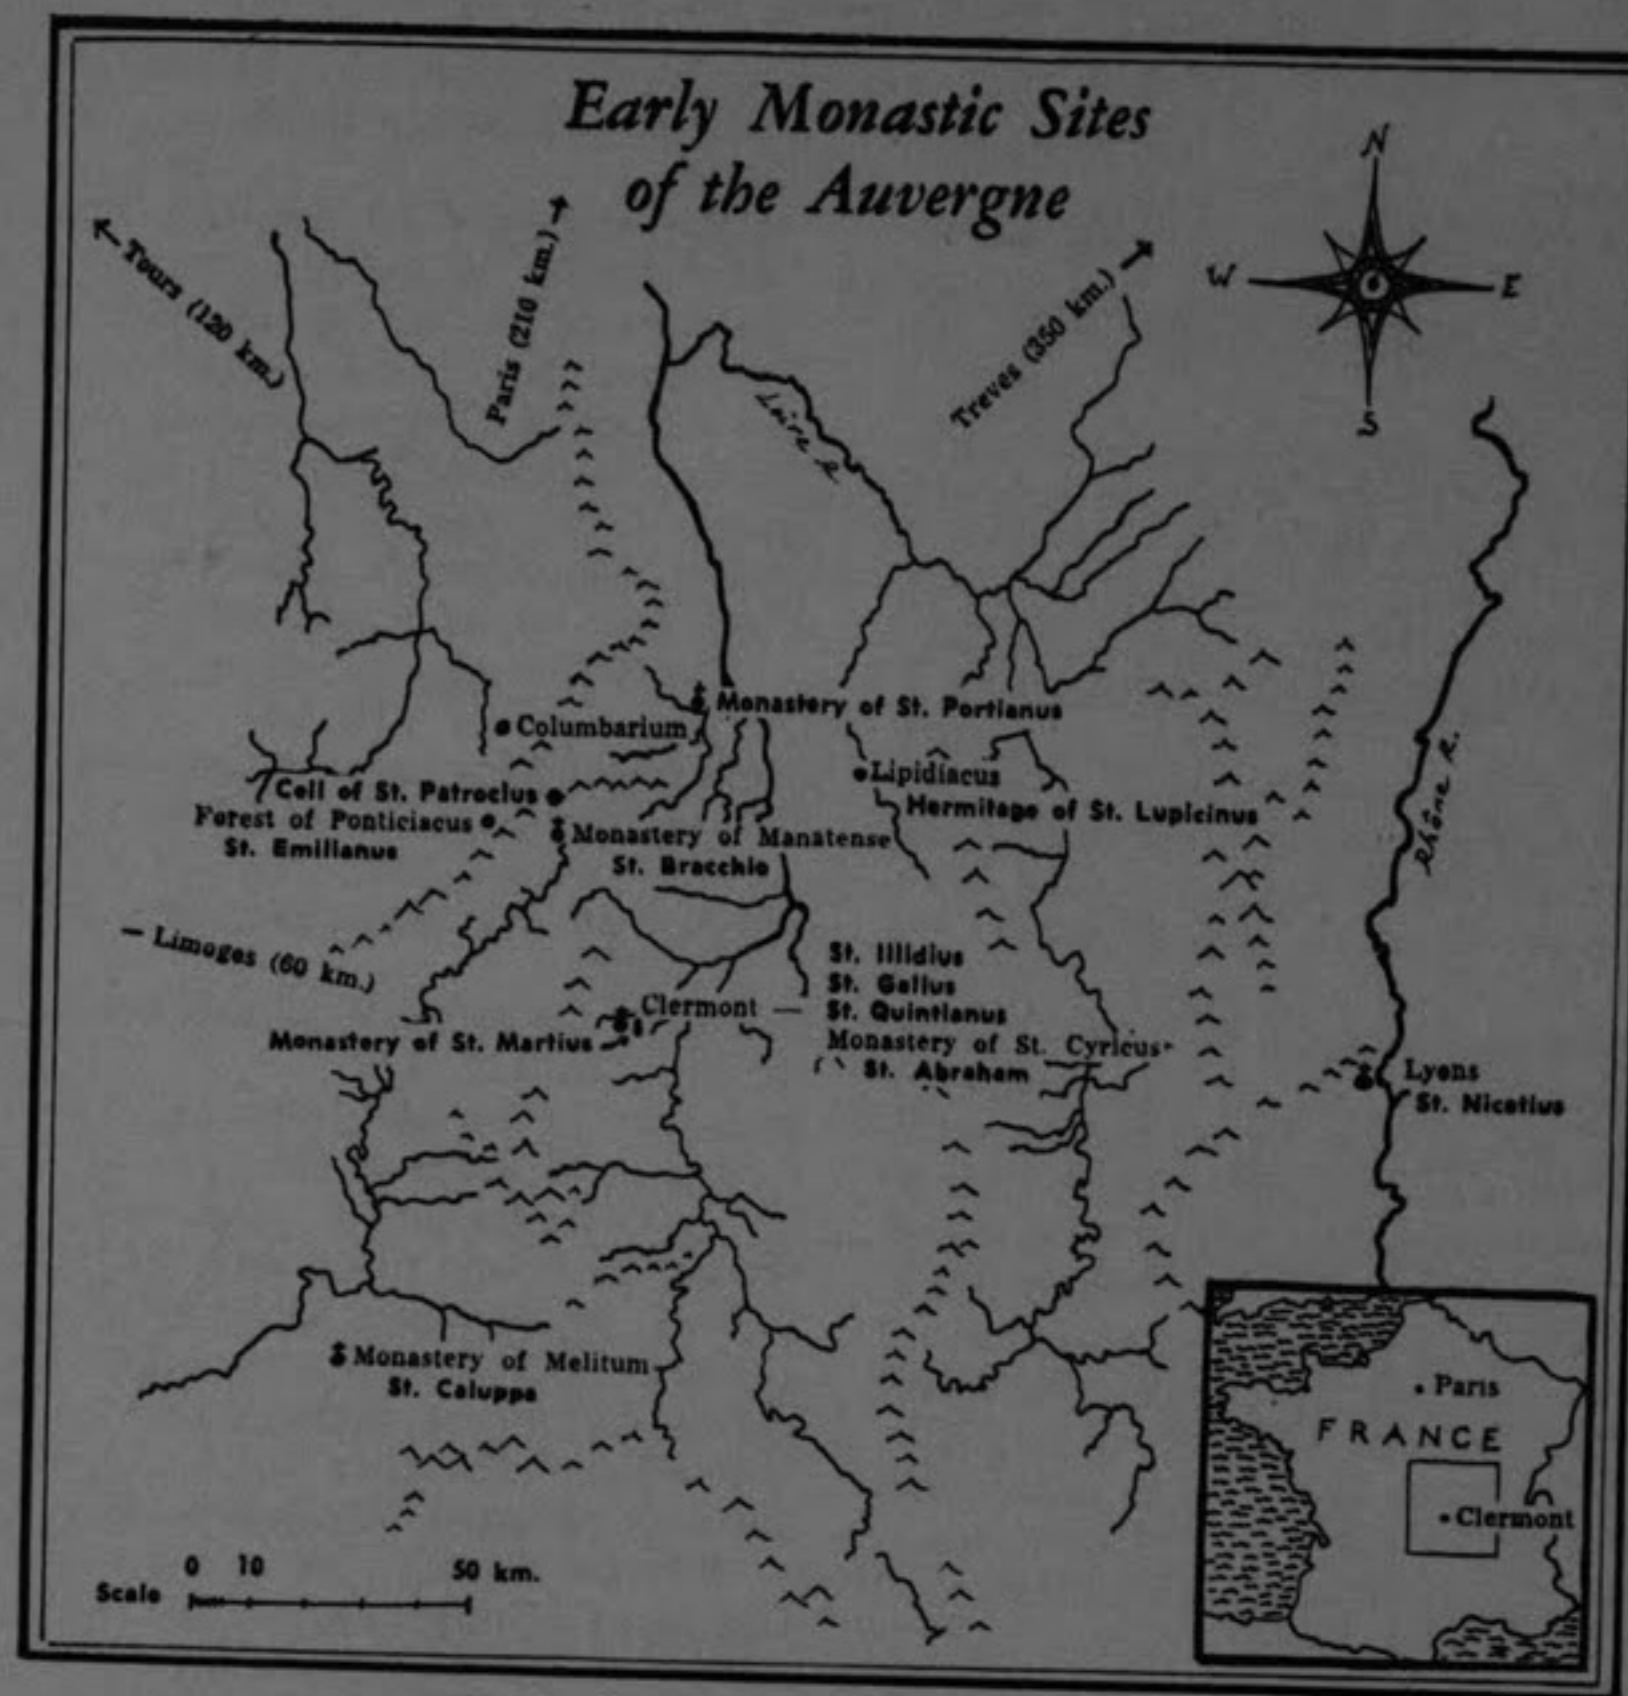 Early Monastic Sites
of the Auvergne
N
W
E
S
← Tours (120 km.)
Paris (210 km.) →
Treves (350 km.) →
Loire R.
Monastery of St. Portianus
Columbarium
Rhône R.
Lipidiacus
Cell of St. Patroclus
Hermitage of St. Lupicinus
Forest of Ponticiacus
St. Emilianus
Monastery of Manatense
St. Bracchio
— Limoges (60 km.)
St. Illidius
St. Gallus
Clermont — St. Quintianus
Monastery of St. Martius
Monastery of St. Cyricus
St. Abraham
Lyons
St. Nicetius
Monastery of Melitum
St. Caluppa
Paris
FRANCE
Clermont
0 10 50 km.
Scale